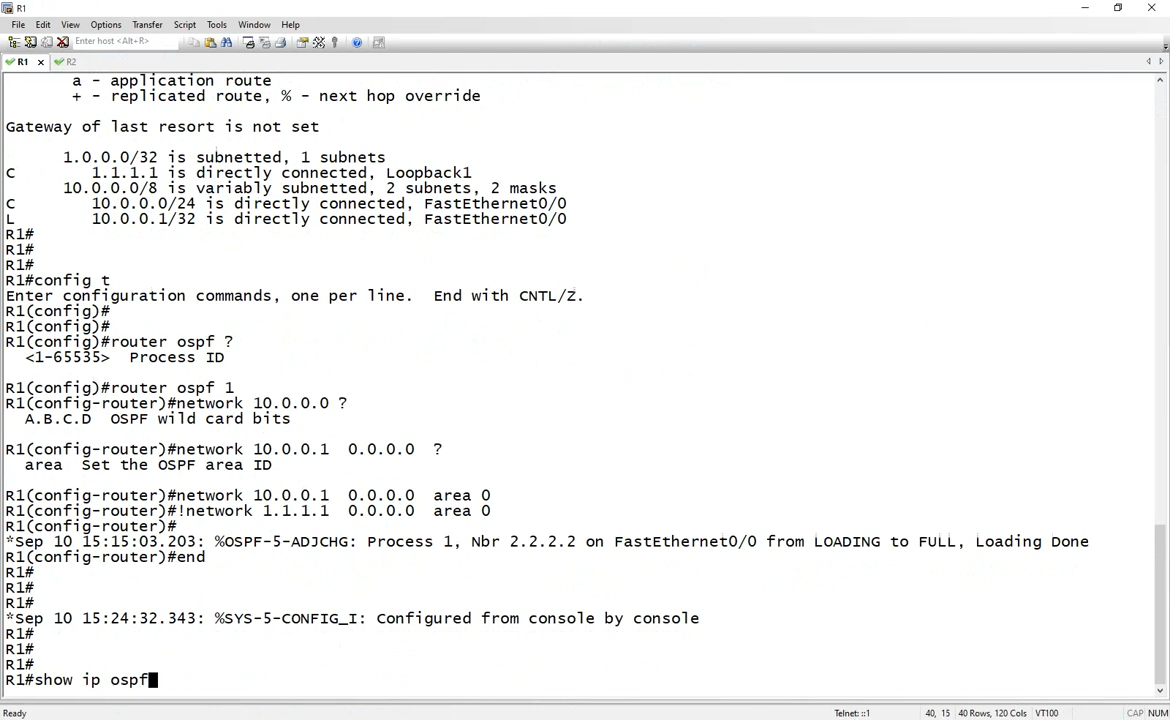 R1
File Edit View Options Transfer Script Tools Window Help
Enter host <Alt+R>
R1 R2
a - application route
+ - replicated route, % - next hop override
Gateway of last resort is not set
1.0.0.0/32 is subnetted, 1 subnets
C 1.1.1.1 is directly connected, Loopback1
10.0.0.0/8 is variably subnetted, 2 subnets, 2 masks
C 10.0.0.0/24 is directly connected, FastEthernet0/0
L 10.0.0.1/32 is directly connected, FastEthernet0/0
R1#
R1#
R1#
R1#config t
Enter configuration commands, one per line. End with CNTL/Z.
R1(config)#
R1(config)#
R1(config)#router ospf ?
<1-65535> Process ID
R1(config)#router ospf 1
R1(config-router)#network 10.0.0.0 ?
A.B.C.D OSPF wild card bits
R1(config-router)#network 10.0.0.1 0.0.0.0 ?
area Set the OSPF area ID
R1(config-router)#network 10.0.0.1 0.0.0.0 area 0
R1(config-router)#!network 1.1.1.1 0.0.0.0 area 0
R1(config-router)#
*Sep 10 15:15:03.203: %OSPF-5-ADJCHG: Process 1, Nbr 2.2.2.2 on FastEthernet0/0 from LOADING to FULL, Loading Done
R1(config-router)#end
R1#
R1#
R1#
*Sep 10 15:24:32.343: %SYS-5-CONFIG_I: Configured from console by console
R1#
R1#
R1#
R1#show ip ospf
Ready Telnet: ::1 40, 15 40 Rows, 120 Cols VT100 CAP NUM